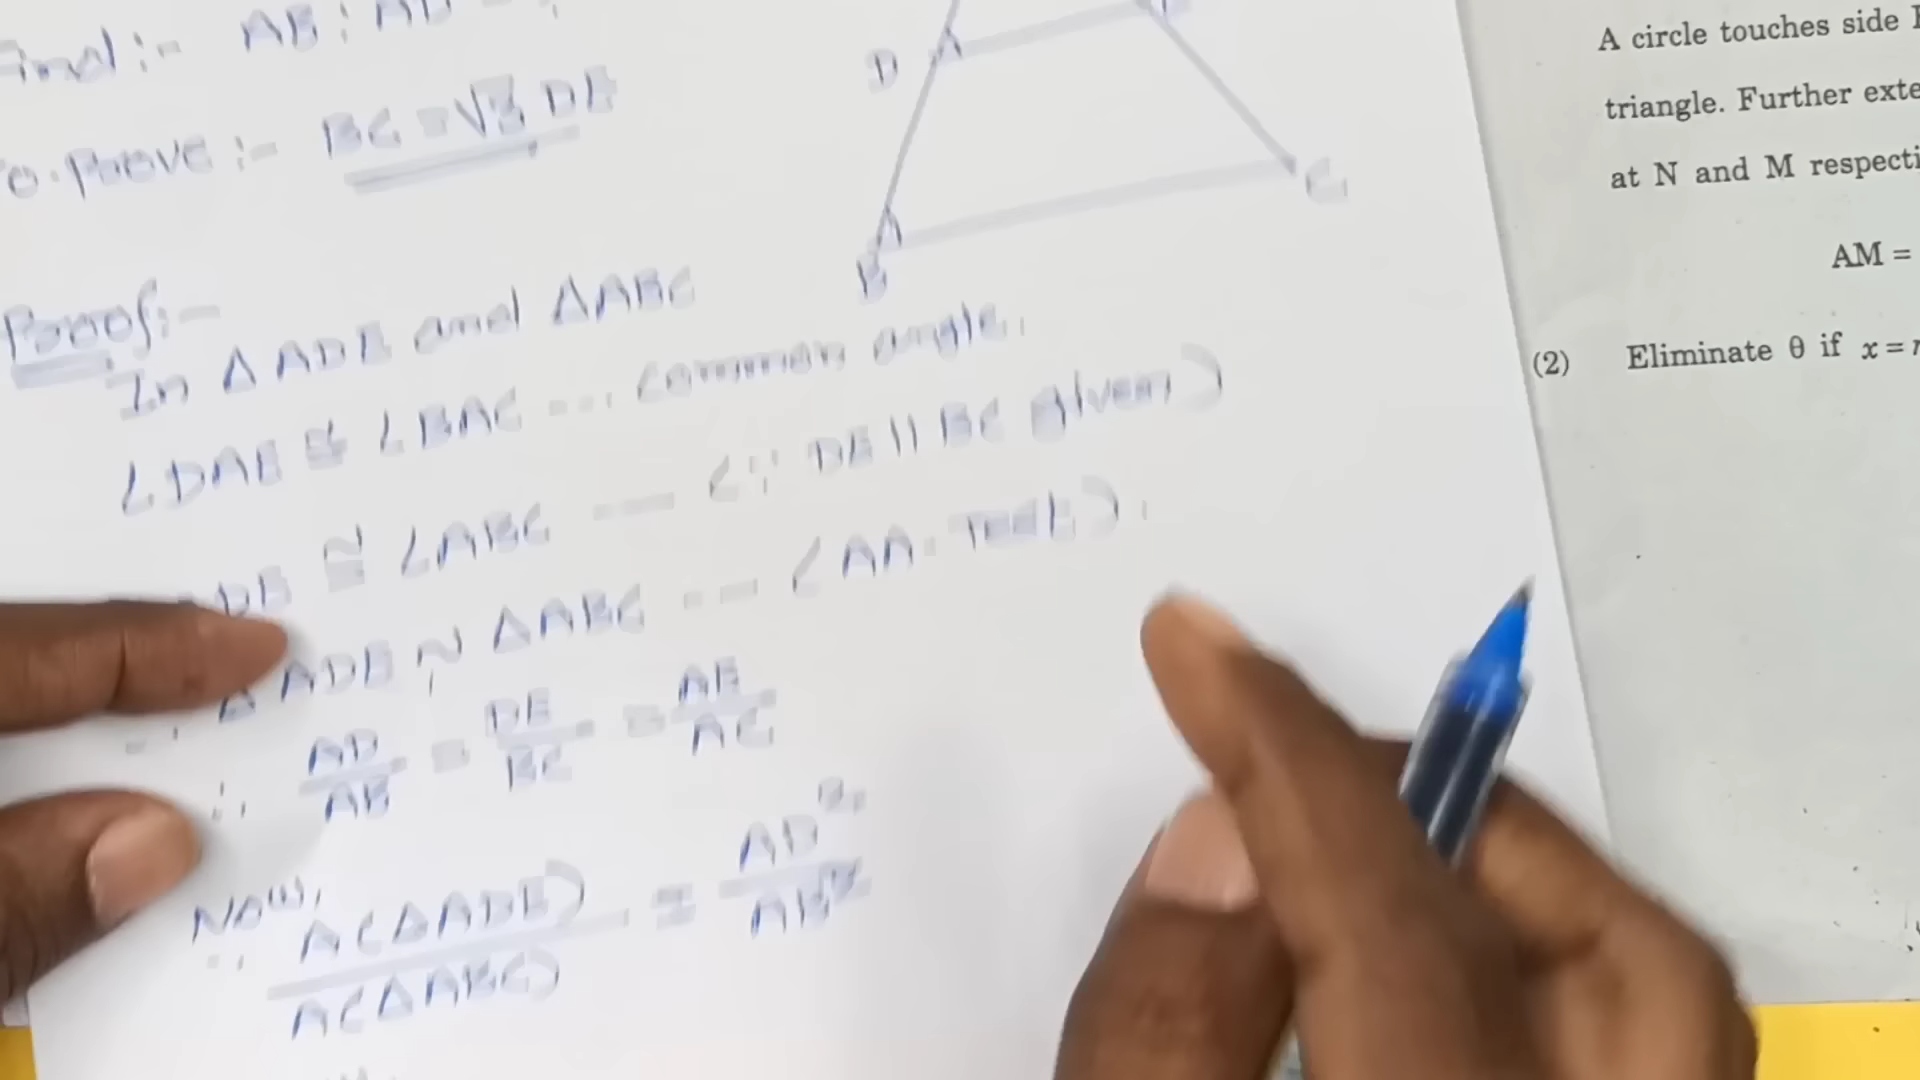 Find :- AB : AD
To Prove :- BC = √3 DE
D
B
C
Proof:-
In △ADE and △ABC
∠DAE ≅ ∠BAC ... common angle.
ADE ≅ ∠ABC --- (∵ DE || BC given)
∴ △ADE ~ △ABC --- (AA. Test).
∴ AD/AB = DE/BC = AE/AC
Now,
A(△ADE)/A(△ABC) = AD²/AB²
A circle touches side
triangle. Further
at N and M
AM =
(2) Eliminate θ if x =